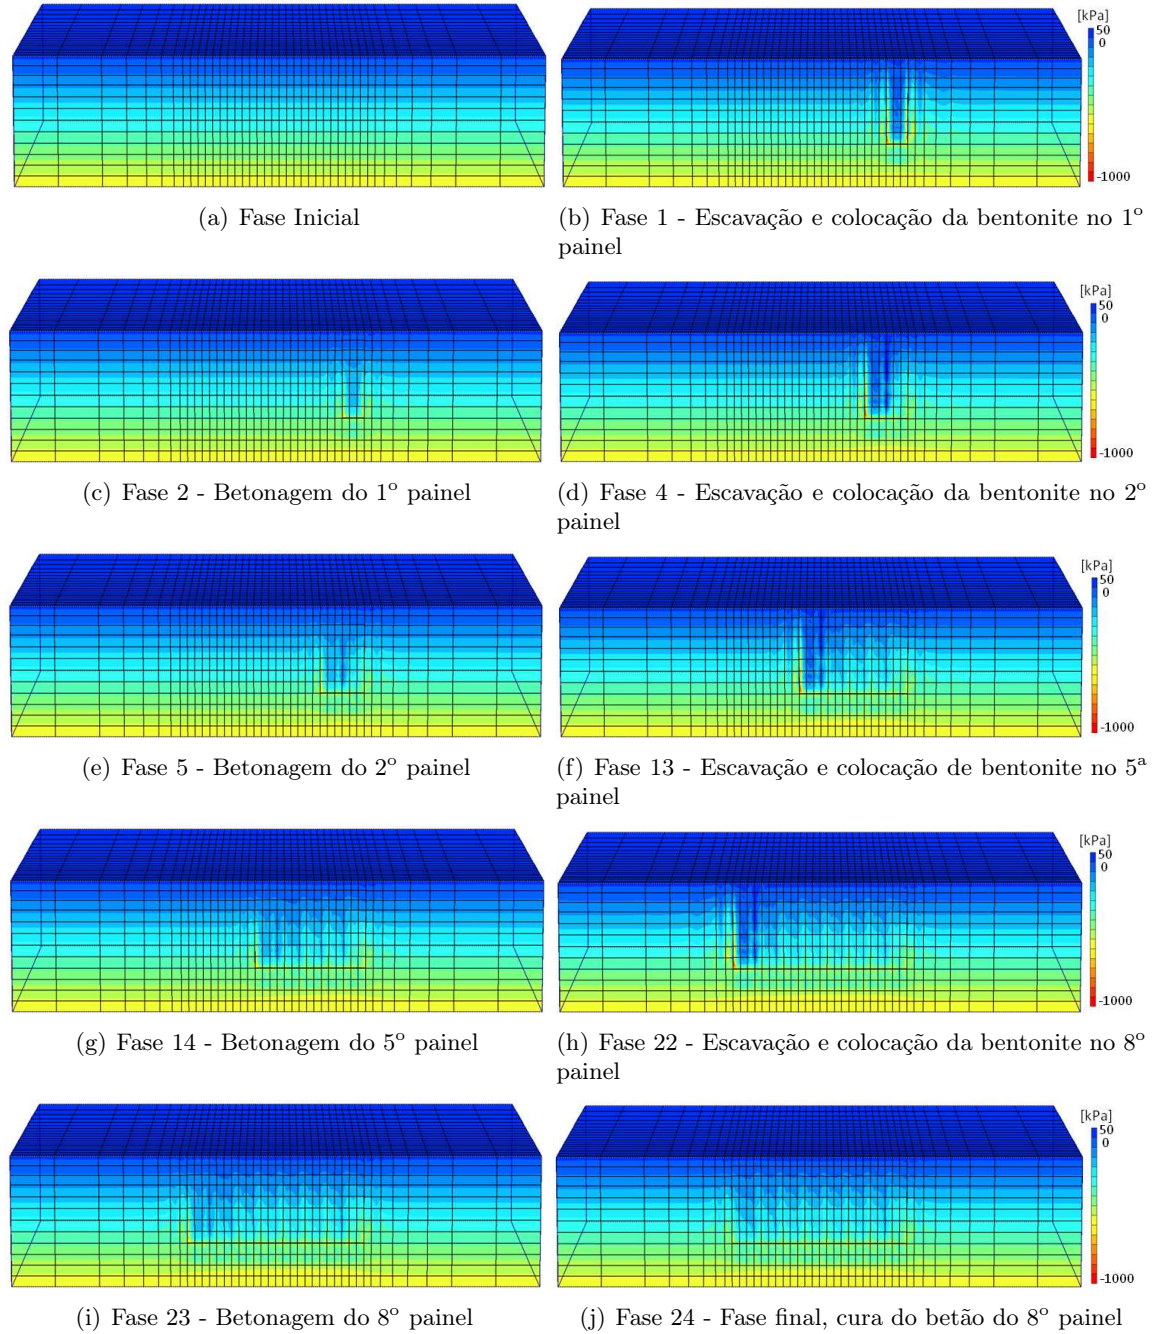 [kPa]
50
0
-1000
(a) Fase Inicial
(b) Fase 1 - Escavação e colocação da bentonite no 1º
painel
[kPa]
50
0
-1000
(c) Fase 2 - Betonagem do 1º painel
(d) Fase 4 - Escavação e colocação da bentonite no 2º
painel
[kPa]
50
0
-1000
(e) Fase 5 - Betonagem do 2º painel
(f) Fase 13 - Escavação e colocação de bentonite no 5ª
painel
[kPa]
50
0
-1000
(g) Fase 14 - Betonagem do 5º painel
(h) Fase 22 - Escavação e colocação da bentonite no 8º
painel
[kPa]
50
0
-1000
(i) Fase 23 - Betonagem do 8º painel
(j) Fase 24 - Fase final, cura do betão do 8º painel